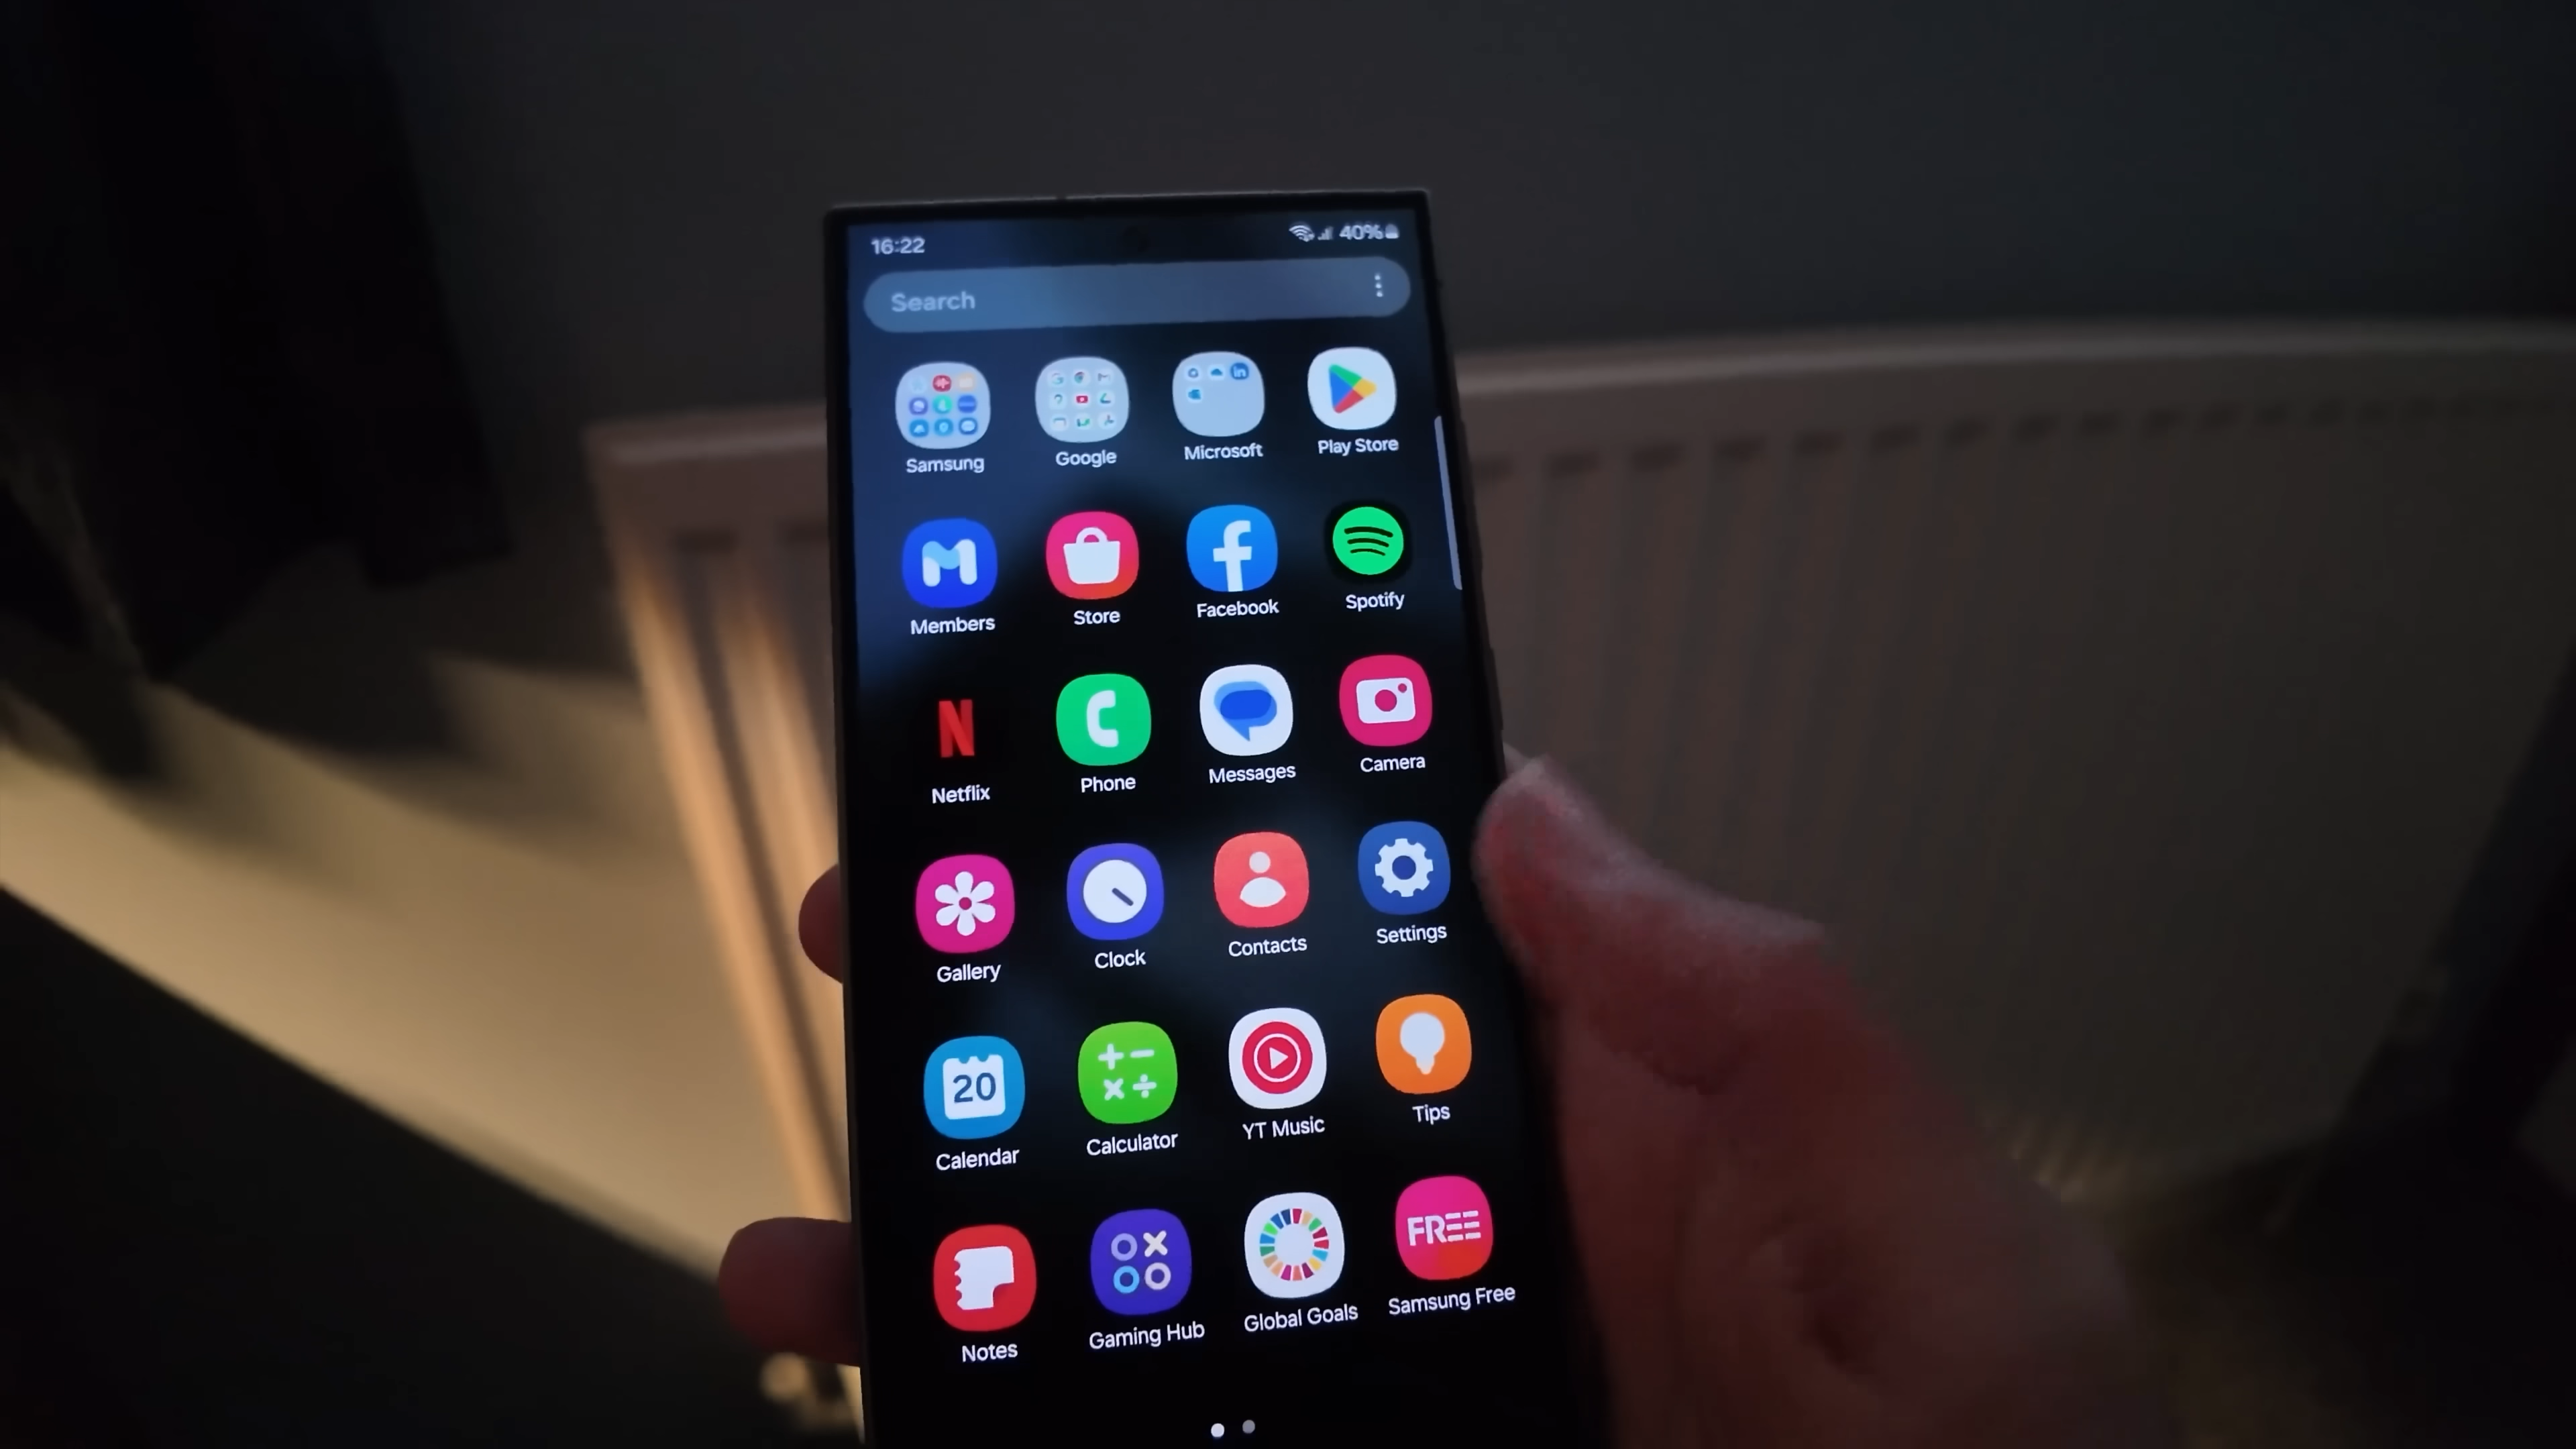 16:22 40%
Search
Samsung Google Microsoft Play Store
Members Store Facebook Spotify
N
Netflix Phone Messages Camera
Gallery Clock Contacts Settings
20
Calendar Calculator YT Music Tips
FREE
Notes Gaming Hub Global Goals Samsung Free